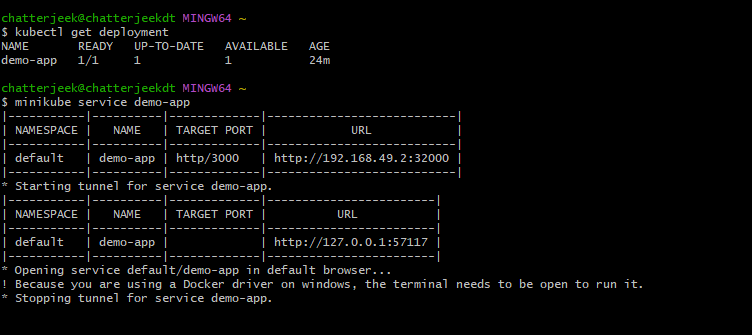 chatterjeek@chatterjeekdt MINGW64 ~
$ kubectl get deployment
NAME       READY   UP-TO-DATE   AVAILABLE   AGE
demo-app   1/1     1            1           24m
chatterjeek@chatterjeekdt MINGW64 ~
$ minikube service demo-app
|-----------|----------|-------------|---------------------------|
| NAMESPACE |   NAME   | TARGET PORT |            URL            |
|-----------|----------|-------------|---------------------------|
| default   | demo-app | http/3000   | http://192.168.49.2:32000 |
|-----------|----------|-------------|---------------------------|
* Starting tunnel for service demo-app.
|-----------|----------|-------------|------------------------|
| NAMESPACE |   NAME   | TARGET PORT |          URL           |
|-----------|----------|-------------|------------------------|
| default   | demo-app |             | http://127.0.0.1:57117 |
|-----------|----------|-------------|------------------------|
* Opening service default/demo-app in default browser...
! Because you are using a Docker driver on windows, the terminal needs to be open to run it.
* Stopping tunnel for service demo-app.